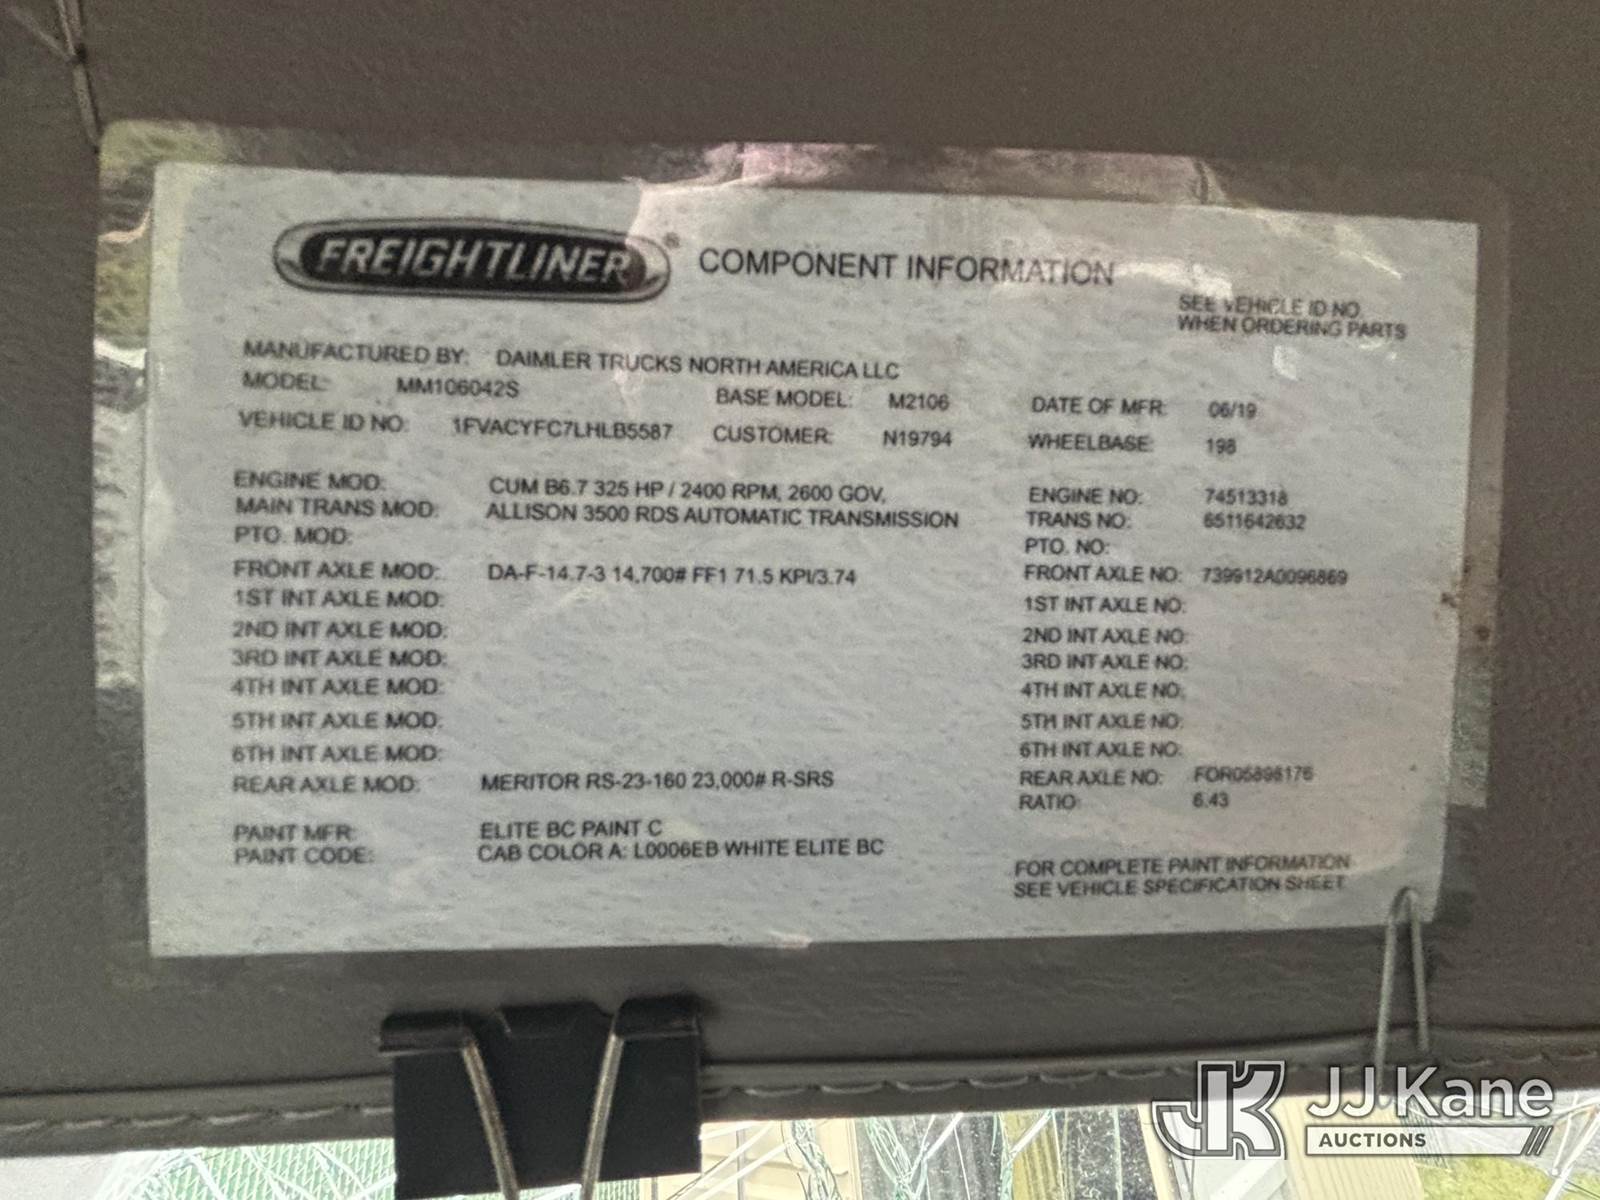 FREIGHTLINER® COMPONENT INFORMATION
SEE VEHICLE ID NO.
WHEN ORDERING PARTS
MANUFACTURED BY: DAIMLER TRUCKS NORTH AMERICA LLC
MODEL: MM106042S BASE MODEL: M2106 DATE OF MFR: 06/19
VEHICLE ID NO: 1FVACYFC7LHLB5587 CUSTOMER: N19794 WHEELBASE: 198
ENGINE MOD: CUM B6.7 325 HP / 2400 RPM, 2600 GOV, ENGINE NO: 74513318
MAIN TRANS MOD: ALLISON 3500 RDS AUTOMATIC TRANSMISSION TRANS NO: 6511642632
PTO. MOD: PTO. NO:
FRONT AXLE MOD: DA-F-14.7-3 14,700# FF1 71.5 KPI/3.74 FRONT AXLE NO: 739912A0096869
1ST INT AXLE MOD: 1ST INT AXLE NO:
2ND INT AXLE MOD: 2ND INT AXLE NO:
3RD INT AXLE MOD: 3RD INT AXLE NO:
4TH INT AXLE MOD: 4TH INT AXLE NO:
5TH INT AXLE MOD: 5TH INT AXLE NO:
6TH INT AXLE MOD: 6TH INT AXLE NO:
REAR AXLE MOD: MERITOR RS-23-160 23,000# R-SRS REAR AXLE NO: FOR05896176
RATIO: 6.43
PAINT MFR: ELITE BC PAINT C
PAINT CODE: CAB COLOR A: L0006EB WHITE ELITE BC
FOR COMPLETE PAINT INFORMATION
SEE VEHICLE SPECIFICATION SHEET
JK JJ Kane
AUCTIONS